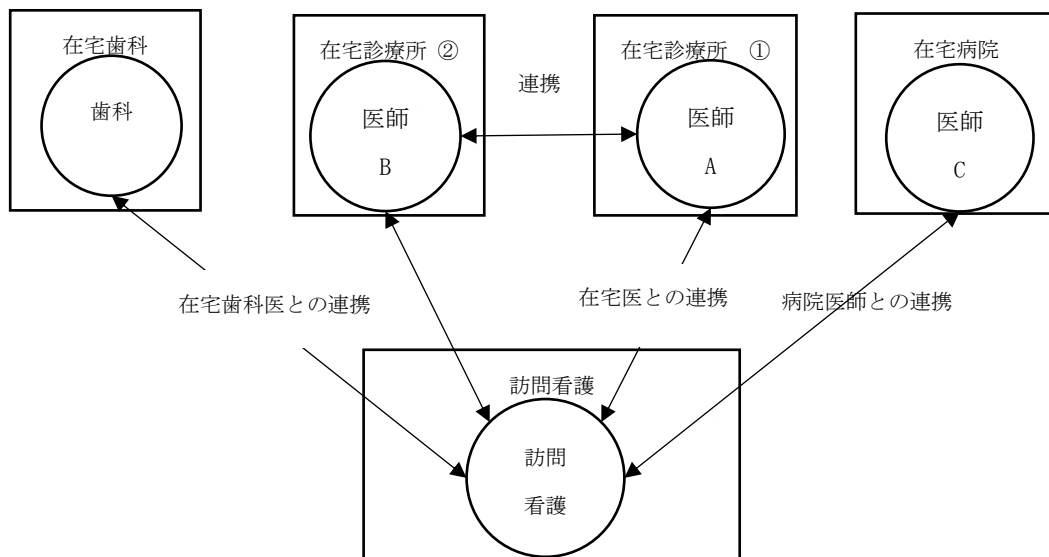 在宅歯科
歯科
在宅診療所 ②
医師
B
連携
在宅診療所 ①
医師
A
在宅病院
医師
C
在宅歯科医との連携
在宅医との連携
病院医師との連携
訪問看護
訪問
看護